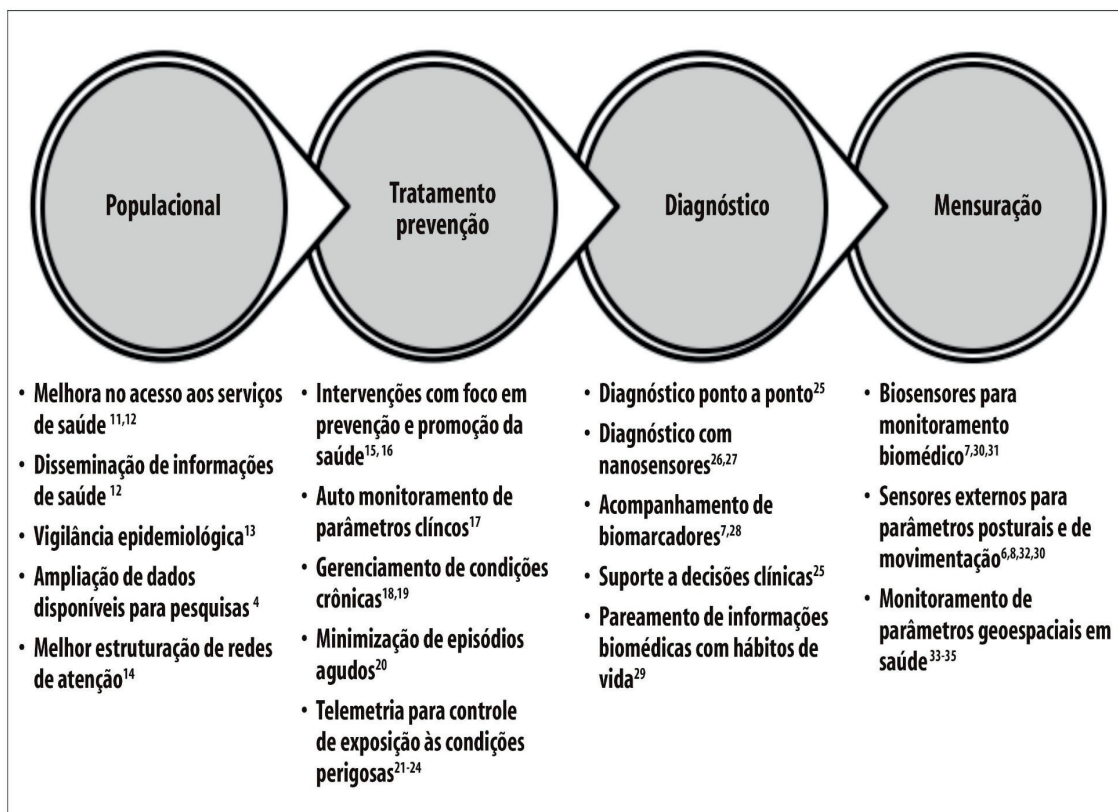 Populacional
Tratamento
prevenção
Diagnóstico
Mensuração
• Melhora no acesso aos serviços
de saúde 11,12
• Disseminação de informações
de saúde 12
• Vigilância epidemiológica13
• Ampliação de dados
disponíveis para pesquisas 4
• Melhor estruturação de redes
de atenção14
• Intervenções com foco em
prevenção e promoção da
saúde15, 16
• Auto monitoramento de
parâmetros clíncos17
• Gerenciamento de condições
crônicas18,19
• Minimização de episódios
agudos20
• Telemetria para controle
de exposição às condições
perigosas21-24
• Diagnóstico ponto a ponto25
• Diagnóstico com
nanosensores26,27
• Acompanhamento de
biomarcadores7,28
• Suporte a decisões clínicas25
• Pareamento de informações
biomédicas com hábitos de
vida29
• Biosensores para
monitoramento
biomédico7,30,31
• Sensores externos para
parâmetros posturais e de
movimentação6,8,32,30
• Monitoramento de
parâmetros geoespaciais em
saúde 33-35